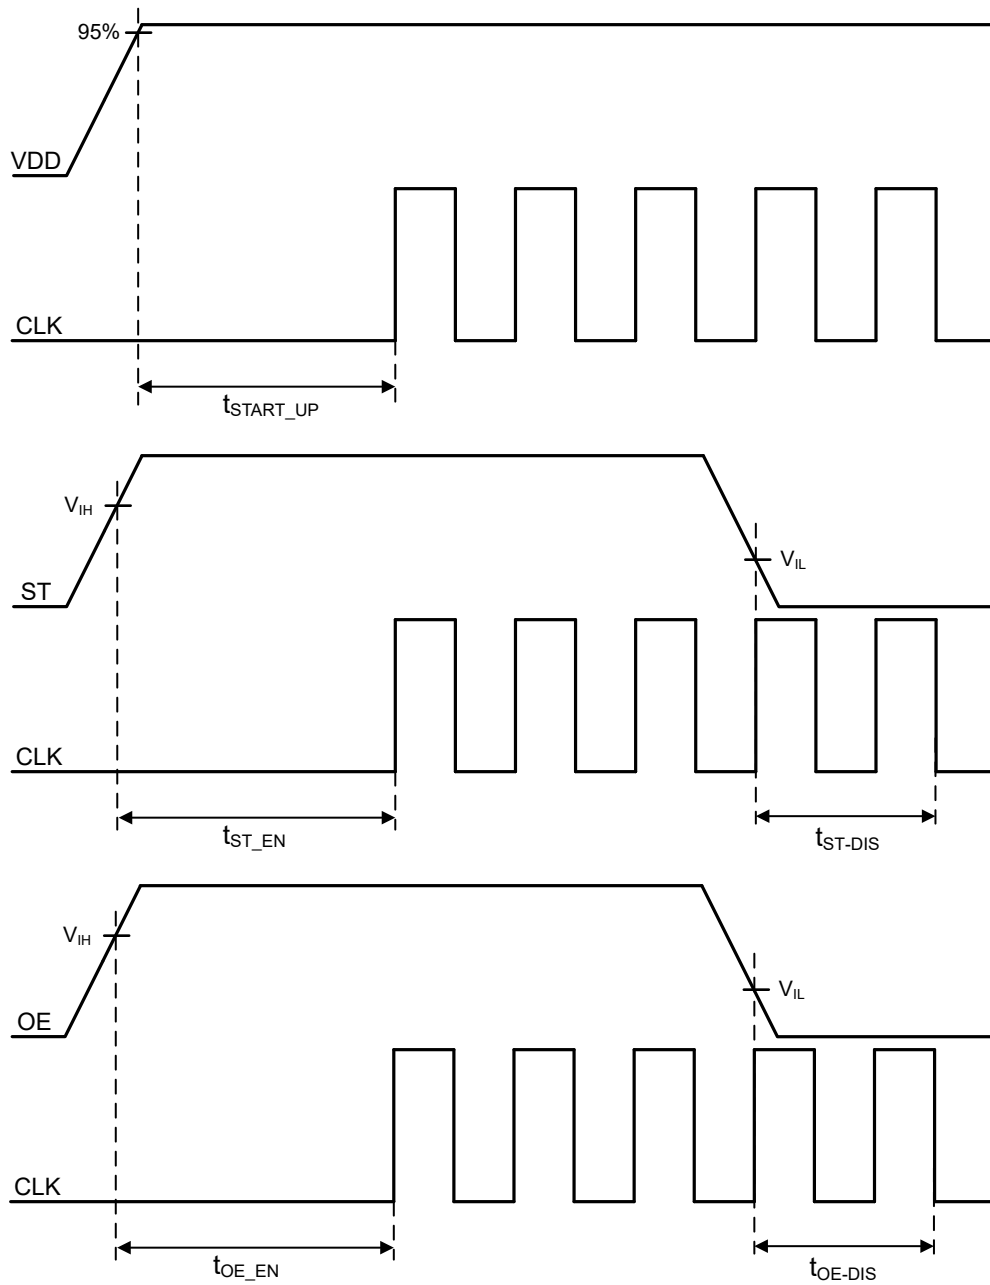 95%
VDD
CLK
tSTART_UP
VIH
VIL
ST
CLK
tST_EN
tST-DIS
VIH
VIL
OE
CLK
tOE_EN
tOE-DIS